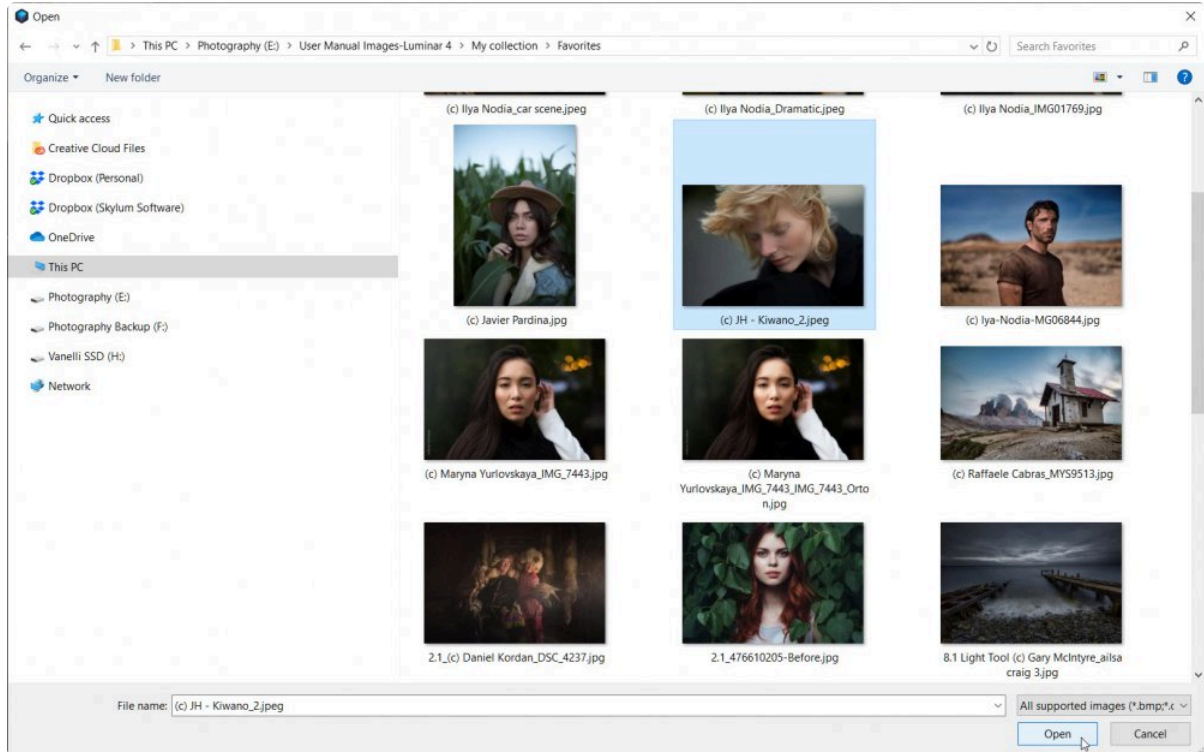 Open
This PC > Photography (E:) > User Manual Images-Luminar 4 > My collection > Favorites
Search Favorites
Organize
New folder
Quick access
Creative Cloud Files
Dropbox (Personal)
Dropbox (Skylum Software)
OneDrive
This PC
Photography (E:)
Photography Backup (F:)
Vanelli SSD (H:)
Network
(c) Ilya Nodia_car scene.jpeg
(c) Ilya Nodia_Dramatic.jpeg
(c) Ilya Nodia_IMG01769.jpg
(c) Javier Pardina.jpg
(c) JH - Kiwano_2.jpeg
(c) Iya-Nodia-MG06844.jpg
(c) Maryna Yurlovskaya_IMG_7443.jpg
(c) Maryna
Yurlovskaya_IMG_7443_IMG_7443_Orto
n.jpg
(c) Raffaele Cabras_MYS9513.jpg
2.1_(c) Daniel Kordan_DSC_4237.jpg
2.1_476610205-Before.jpg
8.1 Light Tool (c) Gary McIntyre_ailsa
craig 3.jpg
File name:
(c) JH - Kiwano_2.jpeg
All supported images (*.bmp;*.c
Open
Cancel